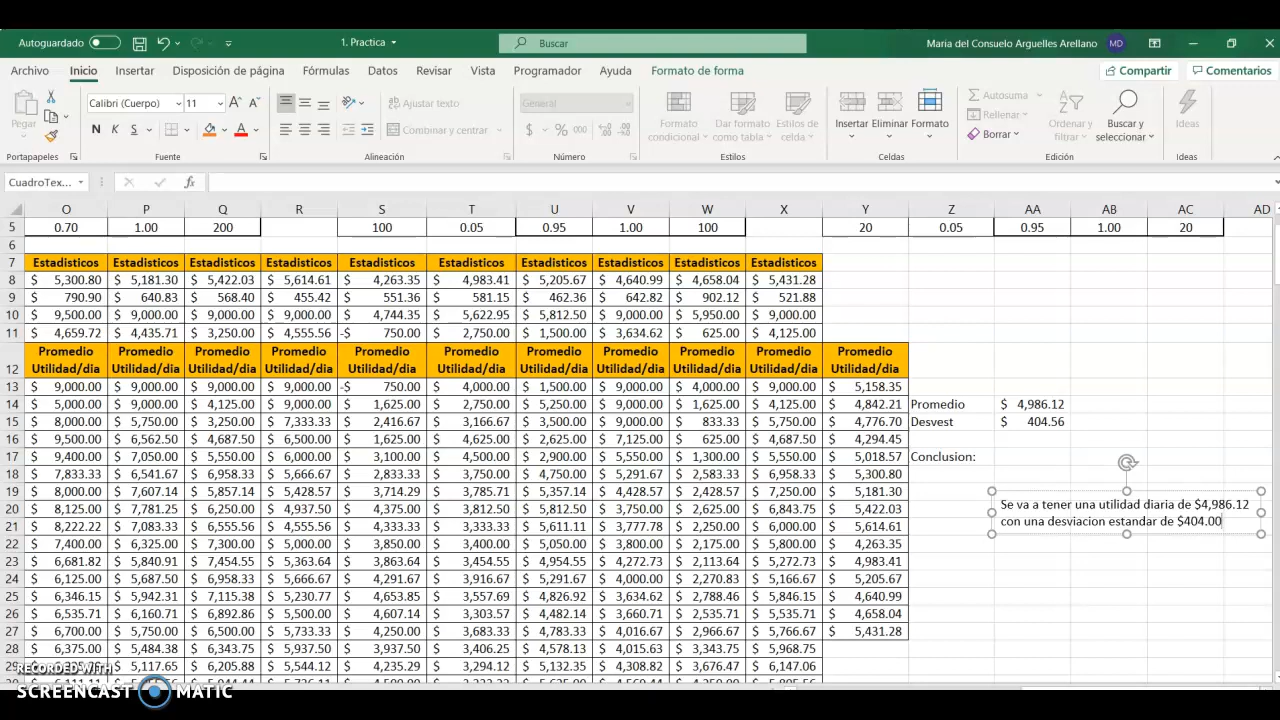 Autoguardado 1. Practica Buscar Maria del Consuelo Arguelles Arellano MD
Archivo Inicio Insertar Disposición de página Fórmulas Datos Revisar Vista Programador Ayuda Formato de forma Compartir Comentarios
Pegar Calibri (Cuerpo) 11 A A Ajustar texto General Formato condicional Dar formato como tabla Estilos de celda Insertar Eliminar Formato Autosuma Rellenar Borrar Ordenar y filtrar Buscar y seleccionar Ideas
N K S A Combinar y centrar $ % 000
Portapapeles Fuente Alineación Número Estilos Celdas Edición Ideas
CuadroTex... fx
O P Q R S T U V W X Y Z AA AB AC AD
5 0.70 1.00 200 100 0.05 0.95 1.00 100 20 0.05 0.95 1.00 20
6
7 Estadisticos Estadisticos Estadisticos Estadisticos Estadisticos Estadisticos Estadisticos Estadisticos Estadisticos Estadisticos
8 $ 5,300.80 $ 5,181.30 $ 5,422.03 $ 5,614.61 $ 4,263.35 $ 4,983.41 $ 5,205.67 $ 4,640.99 $ 4,658.04 $ 5,431.28
9 $ 790.90 $ 640.83 $ 568.40 $ 455.42 $ 551.36 $ 581.15 $ 462.36 $ 642.82 $ 902.12 $ 521.88
10 $ 9,500.00 $ 9,000.00 $ 9,000.00 $ 9,000.00 $ 4,744.35 $ 5,622.95 $ 5,812.50 $ 9,000.00 $ 5,950.00 $ 9,000.00
11 $ 4,659.72 $ 4,435.71 $ 3,250.00 $ 4,555.56 -$ 750.00 $ 2,750.00 $ 1,500.00 $ 3,634.62 $ 625.00 $ 4,125.00
12 Promedio Utilidad/dia Promedio Utilidad/dia Promedio Utilidad/dia Promedio Utilidad/dia Promedio Utilidad/dia Promedio Utilidad/dia Promedio Utilidad/dia Promedio Utilidad/dia Promedio Utilidad/dia Promedio Utilidad/dia Promedio Utilidad/dia
13 $ 9,000.00 $ 9,000.00 $ 9,000.00 $ 9,000.00 -$ 750.00 $ 4,000.00 $ 1,500.00 $ 9,000.00 $ 4,000.00 $ 9,000.00 $ 5,158.35
14 $ 5,000.00 $ 9,000.00 $ 4,125.00 $ 9,000.00 $ 1,625.00 $ 2,750.00 $ 5,250.00 $ 9,000.00 $ 1,625.00 $ 4,125.00 $ 4,842.21 Promedio $ 4,986.12
15 $ 8,000.00 $ 5,750.00 $ 3,250.00 $ 7,333.33 $ 2,416.67 $ 3,166.67 $ 3,500.00 $ 9,000.00 $ 833.33 $ 5,750.00 $ 4,776.70 Desvest $ 404.56
16 $ 9,500.00 $ 6,562.50 $ 4,687.50 $ 6,500.00 $ 1,625.00 $ 4,625.00 $ 2,625.00 $ 7,125.00 $ 625.00 $ 4,687.50 $ 4,294.45
17 $ 9,400.00 $ 7,050.00 $ 5,550.00 $ 6,000.00 $ 3,100.00 $ 4,500.00 $ 2,900.00 $ 5,550.00 $ 1,300.00 $ 5,550.00 $ 5,018.57 Conclusion:
18 $ 7,833.33 $ 6,541.67 $ 6,958.33 $ 5,666.67 $ 2,833.33 $ 3,750.00 $ 4,750.00 $ 5,291.67 $ 2,583.33 $ 6,958.33 $ 5,300.80
19 $ 8,000.00 $ 7,607.14 $ 5,857.14 $ 5,428.57 $ 3,714.29 $ 3,785.71 $ 5,357.14 $ 4,428.57 $ 2,428.57 $ 7,250.00 $ 5,181.30
20 $ 8,125.00 $ 7,781.25 $ 6,250.00 $ 4,937.50 $ 4,375.00 $ 3,812.50 $ 5,812.50 $ 3,750.00 $ 2,625.00 $ 6,843.75 $ 5,422.03
21 $ 8,222.22 $ 7,083.33 $ 6,555.56 $ 4,555.56 $ 4,333.33 $ 3,333.33 $ 5,611.11 $ 3,777.78 $ 2,250.00 $ 6,000.00 $ 5,614.61
22 $ 7,400.00 $ 6,325.00 $ 7,300.00 $ 5,000.00 $ 3,850.00 $ 3,400.00 $ 5,050.00 $ 3,800.00 $ 2,175.00 $ 5,800.00 $ 4,263.35
23 $ 6,681.82 $ 5,840.91 $ 7,454.55 $ 5,363.64 $ 3,863.64 $ 3,454.55 $ 4,954.55 $ 4,272.73 $ 2,113.64 $ 5,272.73 $ 4,983.41
24 $ 6,125.00 $ 5,687.50 $ 6,958.33 $ 5,666.67 $ 4,291.67 $ 3,916.67 $ 5,291.67 $ 4,000.00 $ 2,270.83 $ 5,166.67 $ 5,205.67
25 $ 6,346.15 $ 5,942.31 $ 7,115.38 $ 5,230.77 $ 4,653.85 $ 3,557.69 $ 4,826.92 $ 3,634.62 $ 2,788.46 $ 5,846.15 $ 4,640.99
26 $ 6,535.71 $ 6,160.71 $ 6,892.86 $ 5,500.00 $ 4,607.14 $ 3,303.57 $ 4,482.14 $ 3,660.71 $ 2,535.71 $ 5,535.71 $ 4,658.04
27 $ 6,700.00 $ 5,750.00 $ 6,500.00 $ 5,733.33 $ 4,250.00 $ 3,683.33 $ 4,783.33 $ 4,016.67 $ 2,966.67 $ 5,766.67 $ 5,431.28
28 $ 6,375.00 $ 5,484.38 $ 6,343.75 $ 5,937.50 $ 3,937.50 $ 3,406.25 $ 4,578.13 $ 4,015.63 $ 3,343.75 $ 5,968.75
$ 5,117.65 $ 6,205.88 $ 5,544.12 $ 4,235.29 $ 3,294.12 $ 5,132.35 $ 4,308.82 $ 3,676.47 $ 6,147.06
Se va a tener una utilidad diaria de $4,986.12
con una desviacion estandar de $404.00
RECORDED WITH
SCREENCAST MATIC